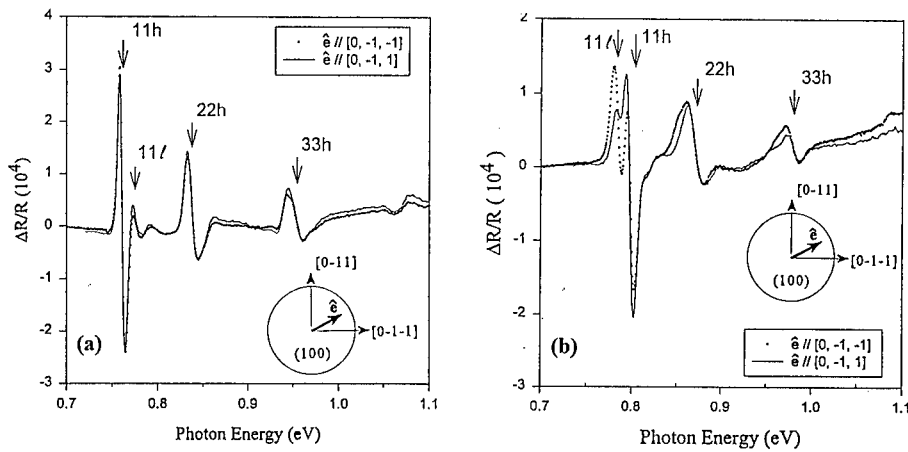 11h
ê // [0, -1, -1]
ê // [0, -1, 1]
22h
11ℓ
33h
ΔR/R (10⁴)
3
2
1
0
-1
-2
-3
[0-11]
ê
[0-1-1]
(100)
(a)
0.7
0.8
0.9
1.0
1.1
Photon Energy (eV)
11ℓ
11h
22h
33h
ΔR/R (10⁴)
2
1
0
-1
-2
-3
[0-11]
ê
[0-1-1]
(100)
(b)
ê // [0, -1, -1]
ê // [0, -1, 1]
0.7
0.8
0.9
1.0
1.1
Photon Energy (eV)